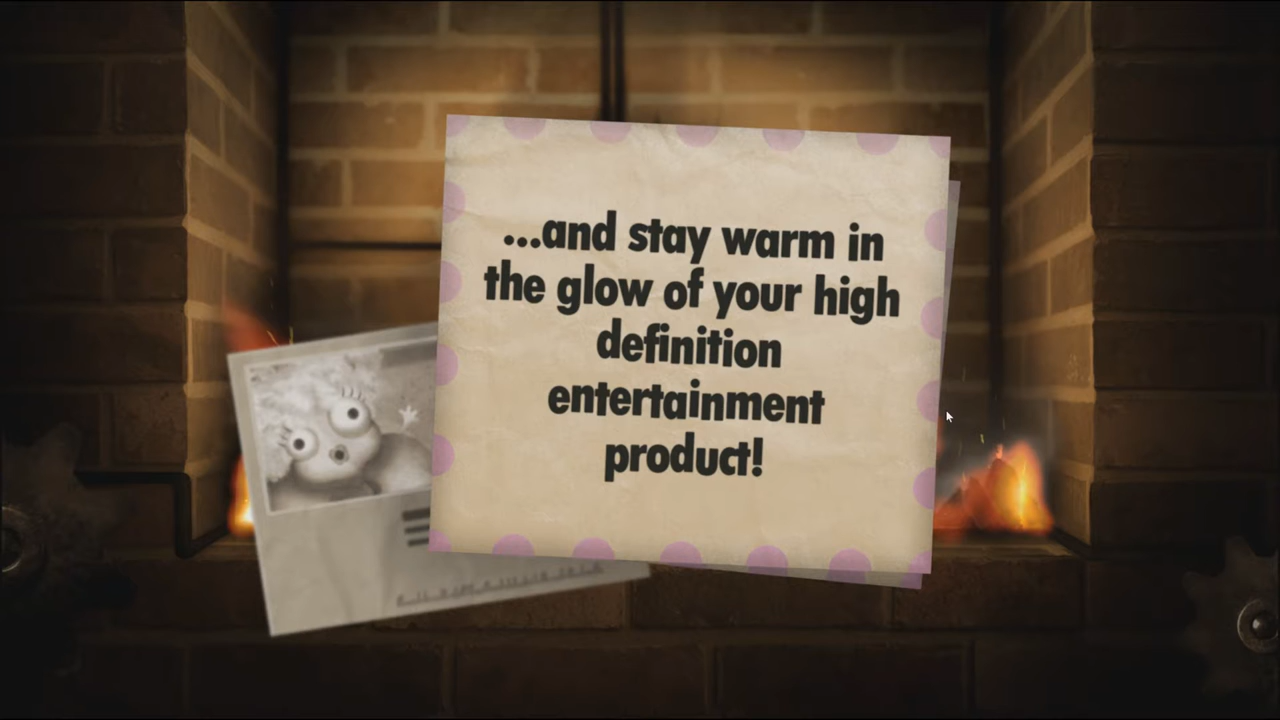 ...and stay warm in
the glow of your high
definition
entertainment
product!